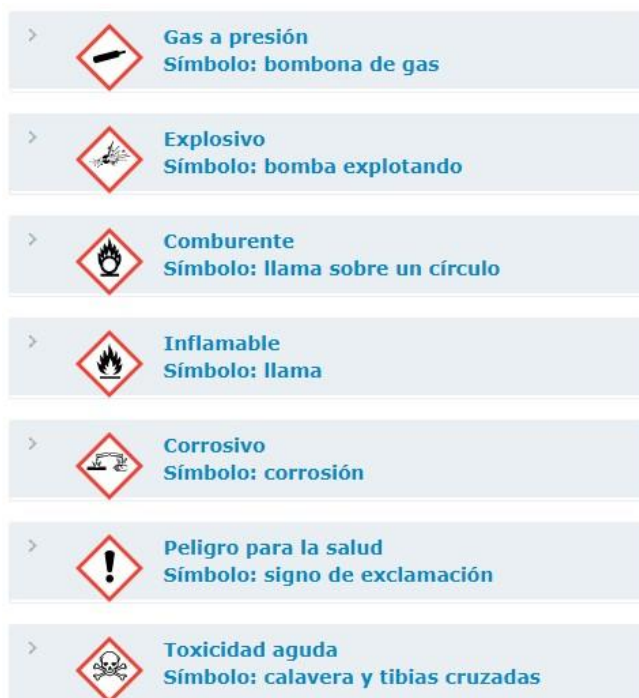 Gas a presión
Símbolo: bombona de gas
Explosivo
Símbolo: bomba explotando
Comburente
Símbolo: llama sobre un círculo
Inflamable
Símbolo: llama
Corrosivo
Símbolo: corrosión
Peligro para la salud
Símbolo: signo de exclamación
Toxicidad aguda
Símbolo: calavera y tibias cruzadas